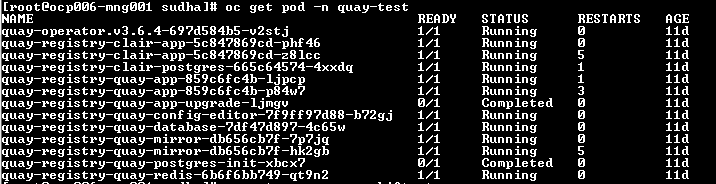 [root@ocp006-mng001 sudha]# oc get pod -n quay-test
NAME READY STATUS RESTARTS AGE
quay-operator.v3.6.4-697d584b5-v2stj 1/1 Running 0 11d
quay-registry-clair-app-5c847869cd-phf46 1/1 Running 0 11d
quay-registry-clair-app-5c847869cd-z8lcc 1/1 Running 5 11d
quay-registry-clair-postgres-665c64574-4xxdq 1/1 Running 1 11d
quay-registry-quay-app-859c6fc4b-ljpcp 1/1 Running 1 11d
quay-registry-quay-app-859c6fc4b-p84w7 1/1 Running 3 11d
quay-registry-quay-app-upgrade-ljmgv 0/1 Completed 0 11d
quay-registry-quay-config-editor-7f9ff97d88-b72gj 1/1 Running 0 11d
quay-registry-quay-database-7df47d897-4c65w 1/1 Running 0 11d
quay-registry-quay-mirror-db656cb7f-7p7jq 1/1 Running 0 11d
quay-registry-quay-mirror-db656cb7f-hk2gb 1/1 Running 5 11d
quay-registry-quay-postgres-init-xbcx7 0/1 Completed 0 11d
quay-registry-quay-redis-6b6f6bb749-qt9n2 1/1 Running 0 11d